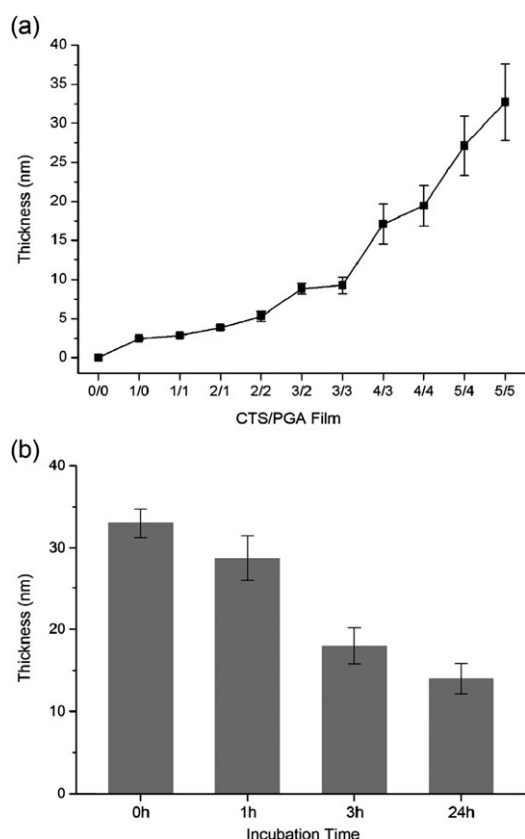 (a)
40
35
30
25
20
15
10
5
0
Thickness (nm)
0/0 1/0 1/1 2/1 2/2 3/2 3/3 4/3 4/4 5/4 5/5
CTS/PGA Film
(b)
40
30
20
10
0
Thickness (nm)
0h 1h 3h 24h
Incubation Time